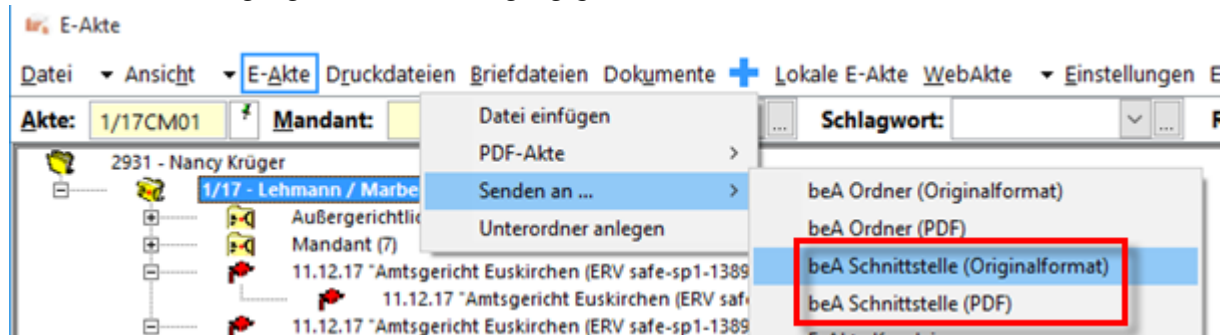 E-Akte
Datei Ansicht E-Akte Druckdateien Briefdateien Dokumente Lokale E-Akte WebAkte Einstellungen
Akte: 1/17CM01 Mandant: ... Schlagwort: ...
Datei einfügen
2931 - Nancy Krüger
PDF-Akte
1/17 - Lehmann / Marbe
Senden an ...
beA Ordner (Originalformat)
Außergerichtlic
Unterordner anlegen
beA Ordner (PDF)
Mandant (7)
11.12.17 "Amtsgericht Euskirchen (ERV safe-sp1-1389
beA Schnittstelle (Originalformat)
11.12.17 "Amtsgericht Euskirchen (ERV safe
beA Schnittstelle (PDF)
11.12.17 "Amtsgericht Euskirchen (ERV safe-sp1-1389